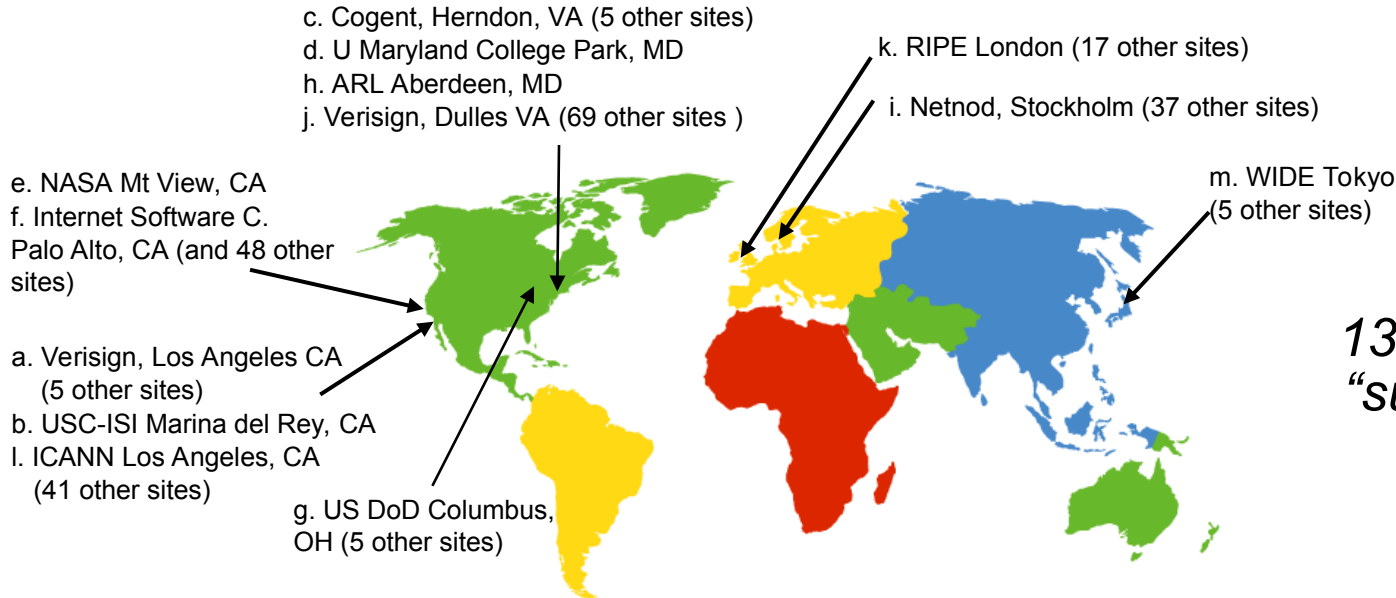 c. Cogent, Herndon, VA (5 other sites)
d. U Maryland College Park, MD
h. ARL Aberdeen, MD
j. Verisign, Dulles VA (69 other sites )
k. RIPE London (17 other sites)
i. Netnod, Stockholm (37 other sites)
m. WIDE Tokyo
(5 other sites)
e. NASA Mt View, CA
f. Internet Software C.
Palo Alto, CA (and 48 other
sites)
a. Verisign, Los Angeles CA
(5 other sites)
b. USC-ISI Marina del Rey, CA
l. ICANN Los Angeles, CA
(41 other sites)
g. US DoD Columbus,
OH (5 other sites)
13